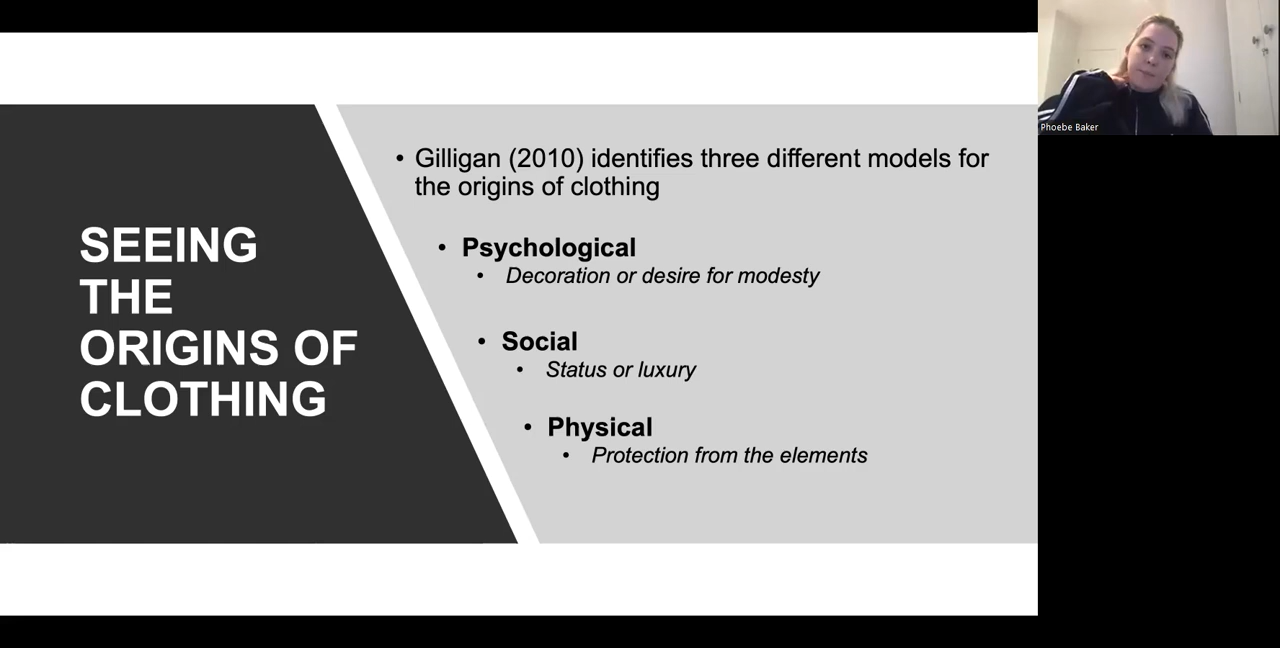 SEEING
THE
ORIGINS OF
CLOTHING
• Gilligan (2010) identifies three different models for
the origins of clothing
• Psychological
• Decoration or desire for modesty
• Social
• Status or luxury
• Physical
• Protection from the elements
Phoebe Baker